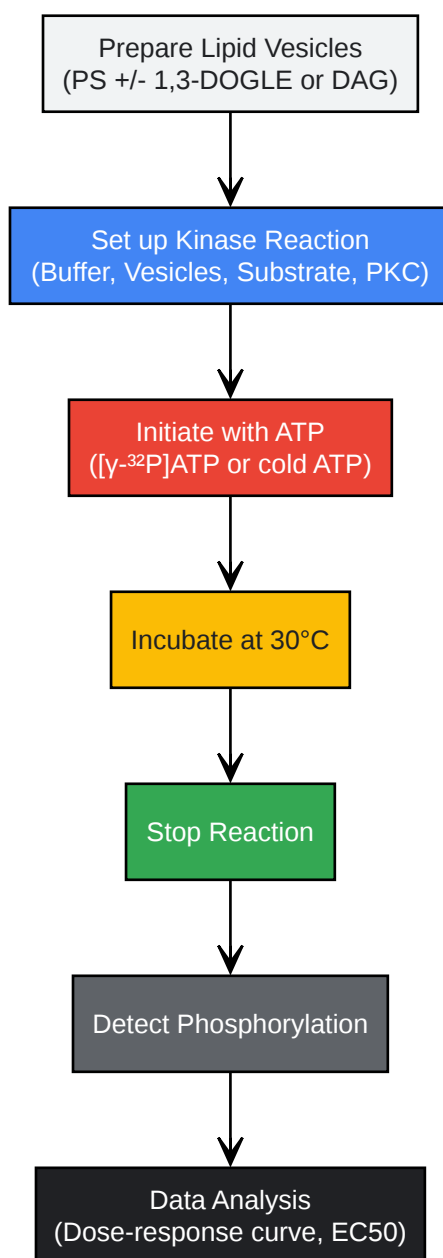 Prepare Lipid Vesicles
(PS +/- 1,3-DOGLE or DAG)
Set up Kinase Reaction
(Buffer, Vesicles, Substrate, PKC)
Initiate with ATP
([γ-³²P]ATP or cold ATP)
Incubate at 30°C
Stop Reaction
Detect Phosphorylation
Data Analysis
(Dose-response curve, EC50)